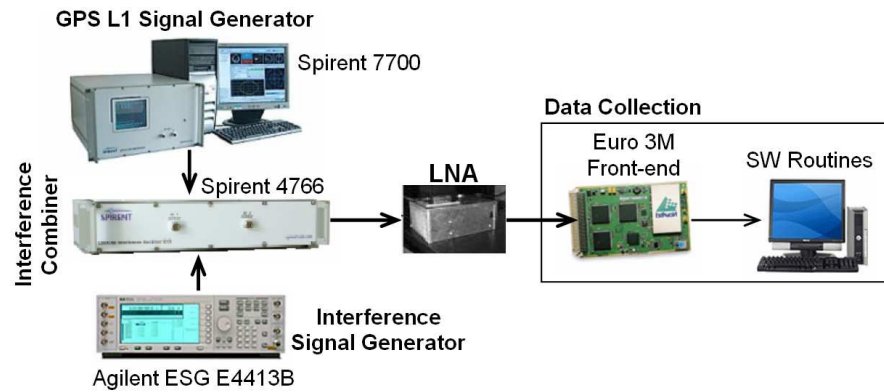 GPS L1 Signal Generator
Spirent 7700
Data Collection
Euro 3M
Front-end
SW Routines
LNA
Spirent 4766
SPIRENT
Interference
Combiner
Interference
Signal Generator
Agilent ESG E4413B